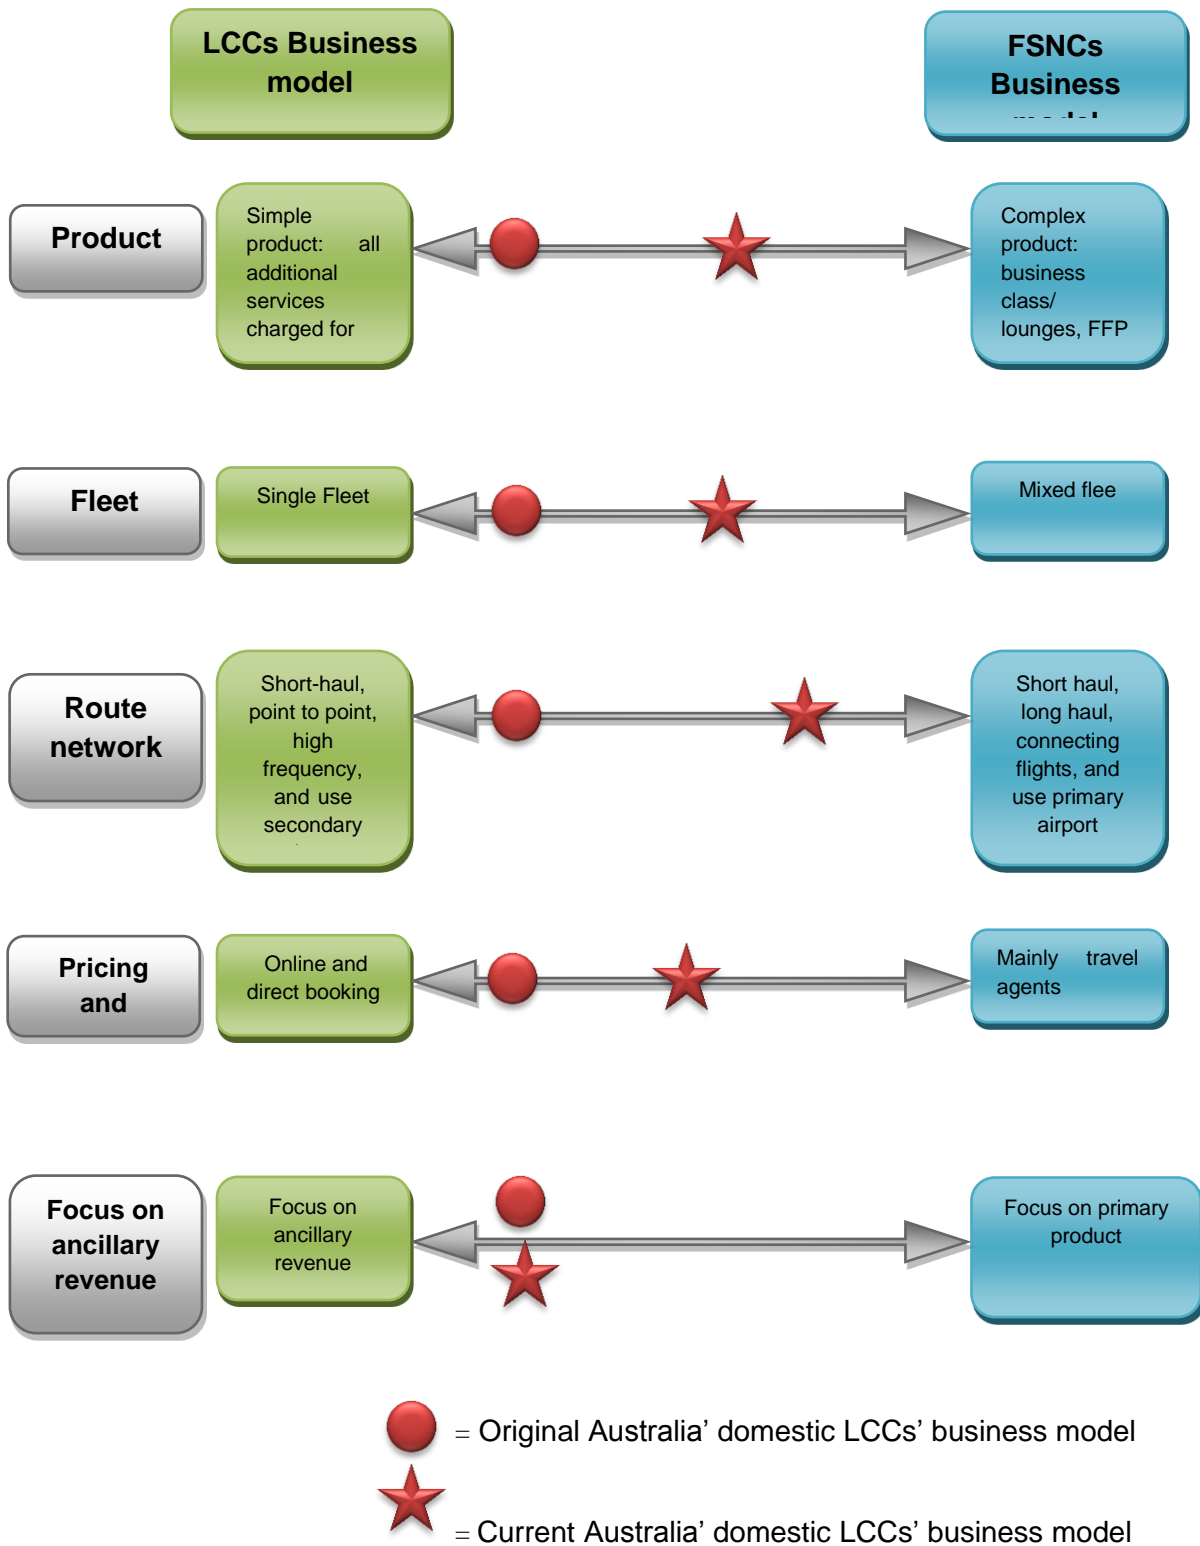 LCCs Business
model
FSNCs
Business
Product
Simple
product: all
additional
services
charged for
Complex
product:
business
class/
lounges, FFP
Fleet
Single Fleet
Mixed flee
Route
network
Short-haul,
point to point,
high
frequency,
and use
secondary
Short haul,
long haul,
connecting
flights, and
use primary
airport
Pricing
and
Online and
direct booking
Mainly travel
agents
Focus on
ancillary
revenue
Focus on
ancillary
revenue
Focus on primary
product
= Original Australia’ domestic LCCs’ business model
= Current Australia’ domestic LCCs’ business model